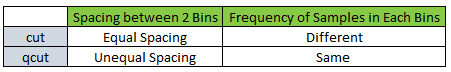 Spacing between 2 Bins Frequency of Samples in Each Bins
cut Equal Spacing Different
qcut Unequal Spacing Same